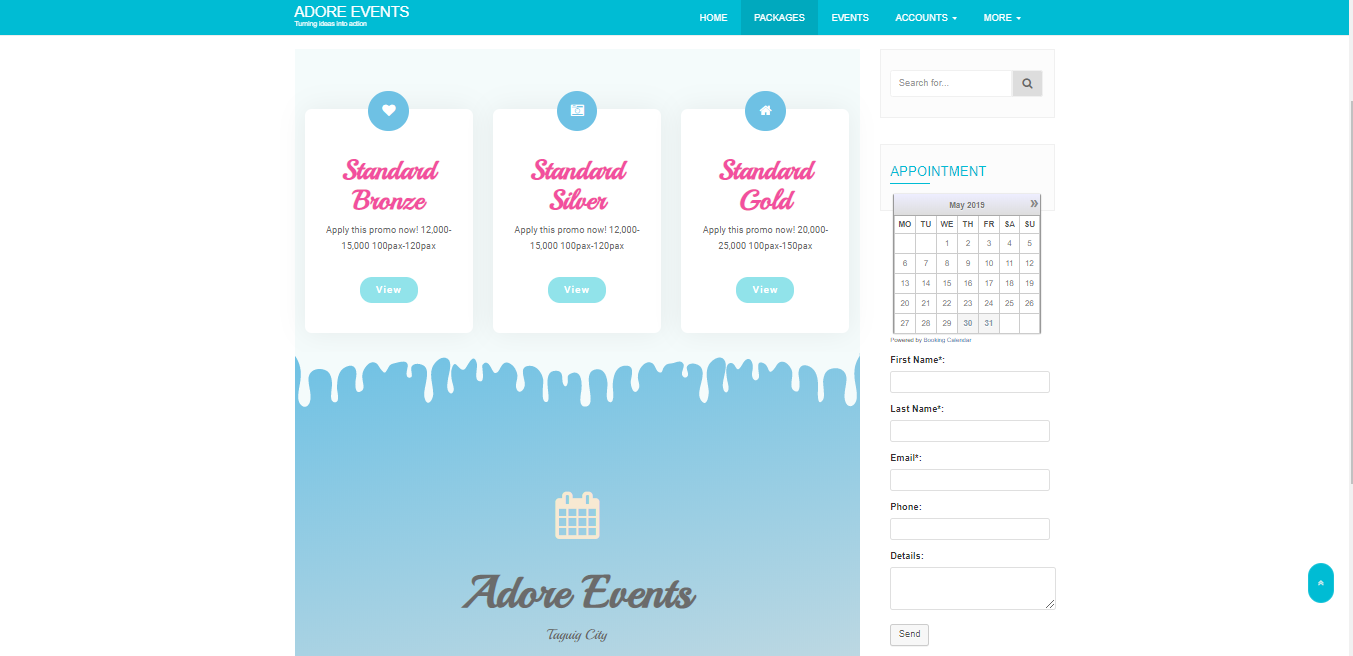 ADORE EVENTS
Turning ideas into action
HOME
PACKAGES
EVENTS
ACCOUNTS
MORE
Standard
Bronze
Apply this promo now! 12,000-
15,000 100pax-120pax
View
Standard
Silver
Apply this promo now! 12,000-
15,000 100pax-120pax
View
Standard
Gold
Apply this promo now! 20,000-
25,000 100pax-150pax
View
Adore Events
Taguig City
Search for...
APPOINTMENT
May 2019 »
MO TU WE TH FR SA SU
1 2 3 4 5
6 7 8 9 10 11 12
13 14 15 16 17 18 19
20 21 22 23 24 25 26
27 28 29 30 31
Powered by Booking Calendar
First Name*:
Last Name*:
Email*:
Phone:
Details:
Send